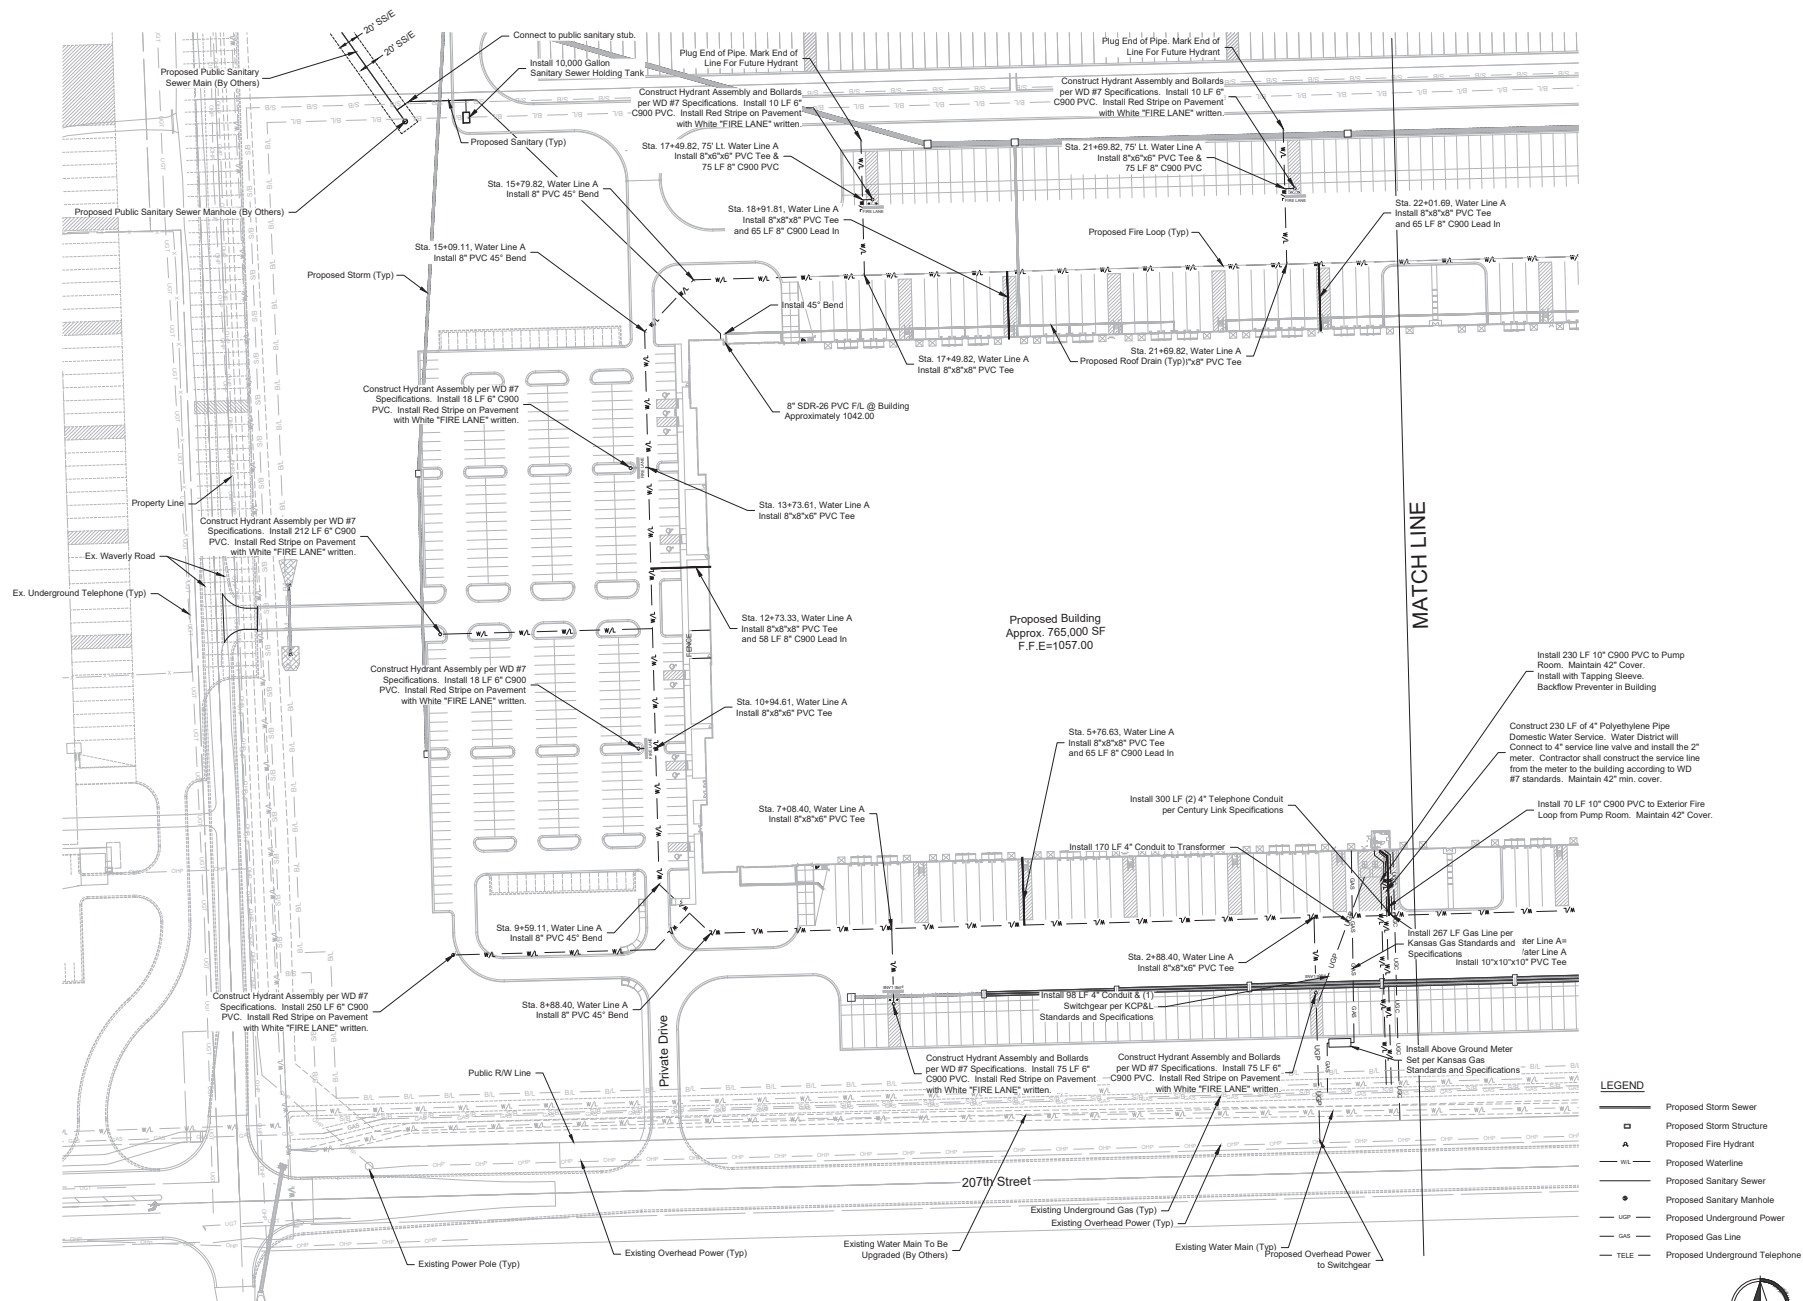 20' SS/E
20' SS/E
Connect to public sanitary stub.
Install 10,000 Gallon
Sanitary Sewer Holding Tank
Proposed Public Sanitary
Sewer Main (By Others)
Proposed Sanitary (Typ)
Proposed Public Sanitary Sewer Manhole (By Others)
Plug End of Pipe. Mark End of
Line For Future Hydrant
Construct Hydrant Assembly and Bollards
per WD #7 Specifications. Install 10 LF 6"
C900 PVC. Install Red Stripe on Pavement
with White "FIRE LANE" written.
Sta. 17+49.82, 75' Lt. Water Line A
Install 8"x6"x6" PVC Tee &
75 LF 8" C900 PVC
Plug End of Pipe. Mark End of
Line For Future Hydrant
Construct Hydrant Assembly and Bollards
per WD #7 Specifications. Install 10 LF 6"
C900 PVC. Install Red Stripe on Pavement
with White "FIRE LANE" written.
Sta. 21+69.82, 75' Lt. Water Line A
Install 8"x6"x6" PVC Tee &
75 LF 8" C900 PVC
Sta. 15+79.82, Water Line A
Install 8" PVC 45° Bend
Sta. 18+91.81, Water Line A
Install 8"x8"x8" PVC Tee
and 65 LF 8" C900 Lead In
FIRE LANE
FIRE LANE
Sta. 22+01.69, Water Line A
Install 8"x8"x8" PVC Tee
and 65 LF 8" C900 Lead In
Proposed Fire Loop (Typ)
Sta. 15+09.11, Water Line A
Install 8" PVC 45° Bend
Proposed Storm (Typ)
Install 45° Bend
Sta. 17+49.82, Water Line A
Install 8"x8"x8" PVC Tee
Proposed Roof Drain (Typ)
Sta. 21+69.82, Water Line A
"x8" PVC Tee
8" SDR-26 PVC F/L @ Building
Approximately 1042.00
Construct Hydrant Assembly per WD #7
Specifications. Install 18 LF 6" C900
PVC. Install Red Stripe on Pavement
with White "FIRE LANE" written.
FIRE LANE
Sta. 13+73.61, Water Line A
Install 8"x8"x6" PVC Tee
Property Line
Construct Hydrant Assembly per WD #7
Specifications. Install 212 LF 6" C900
PVC. Install Red Stripe on Pavement
with White "FIRE LANE" written.
Ex. Waverly Road
Ex. Underground Telephone (Typ)
Sta. 12+73.33, Water Line A
Install 8"x8"x8" PVC Tee
and 58 LF 8" C900 Lead In
FENCE
Proposed Building
Approx. 765,000 SF
F.F.E=1057.00
MATCH LINE
Construct Hydrant Assembly per WD #7
Specifications. Install 18 LF 6" C900
PVC. Install Red Stripe on Pavement
with White "FIRE LANE" written.
FIRE LANE
Sta. 10+94.61, Water Line A
Install 8"x8"x6" PVC Tee
Install 230 LF 10" C900 PVC to Pump
Room. Maintain 42" Cover.
Install with Tapping Sleeve.
Backflow Preventer in Building
Construct 230 LF of 4" Polyethylene Pipe
Domestic Water Service. Water District will
Connect to 4" service line valve and install the 2"
meter. Contractor shall construct the service line
from the meter to the building according to WD
#7 standards. Maintain 42" min. cover.
Install 70 LF 10" C900 PVC to Exterior Fire
Loop from Pump Room. Maintain 42" Cover.
Sta. 5+76.63, Water Line A
Install 8"x8"x8" PVC Tee
and 65 LF 8" C900 Lead In
Sta. 7+08.40, Water Line A
Install 8"x8"x6" PVC Tee
Install 300 LF (2) 4" Telephone Conduit
per Century Link Specifications
Install 170 LF 4" Conduit to Transformer
Sta. 9+59.11, Water Line A
Install 8" PVC 45° Bend
Sta. 8+88.40, Water Line A
Install 8" PVC 45° Bend
Construct Hydrant Assembly per WD #7
Specifications. Install 250 LF 6" C900
PVC. Install Red Stripe on Pavement
with White "FIRE LANE" written.
Sta. 2+88.40, Water Line A
Install 8"x8"x6" PVC Tee
Install 267 LF Gas Line per
Kansas Gas Standards and
Specifications
ter Line A=
ater Line A
Install 10"x10"x10" PVC Tee
Install 98 LF 4" Conduit & (1)
Switchgear per KCP&L
Standards and Specifications
Install Above Ground Meter
Set per Kansas Gas
Standards and Specifications
Construct Hydrant Assembly and Bollards
per WD #7 Specifications. Install 75 LF 6"
C900 PVC. Install Red Stripe on Pavement
with White "FIRE LANE" written.
Construct Hydrant Assembly and Bollards
per WD #7 Specifications. Install 75 LF 6"
C900 PVC. Install Red Stripe on Pavement
with White "FIRE LANE" written.
Private Drive
Public R/W Line
207th Street
Existing Underground Gas (Typ)
Existing Overhead Power (Typ)
Existing Water Main To Be
Upgraded (By Others)
Existing Water Main (Typ)
Proposed Overhead Power
to Switchgear
Existing Overhead Power (Typ)
Existing Power Pole (Typ)
LEGEND
Proposed Storm Sewer
Proposed Storm Structure
Proposed Fire Hydrant
W/L Proposed Waterline
Proposed Sanitary Sewer
Proposed Sanitary Manhole
UGP Proposed Underground Power
GAS Proposed Gas Line
TELE Proposed Underground Telephone